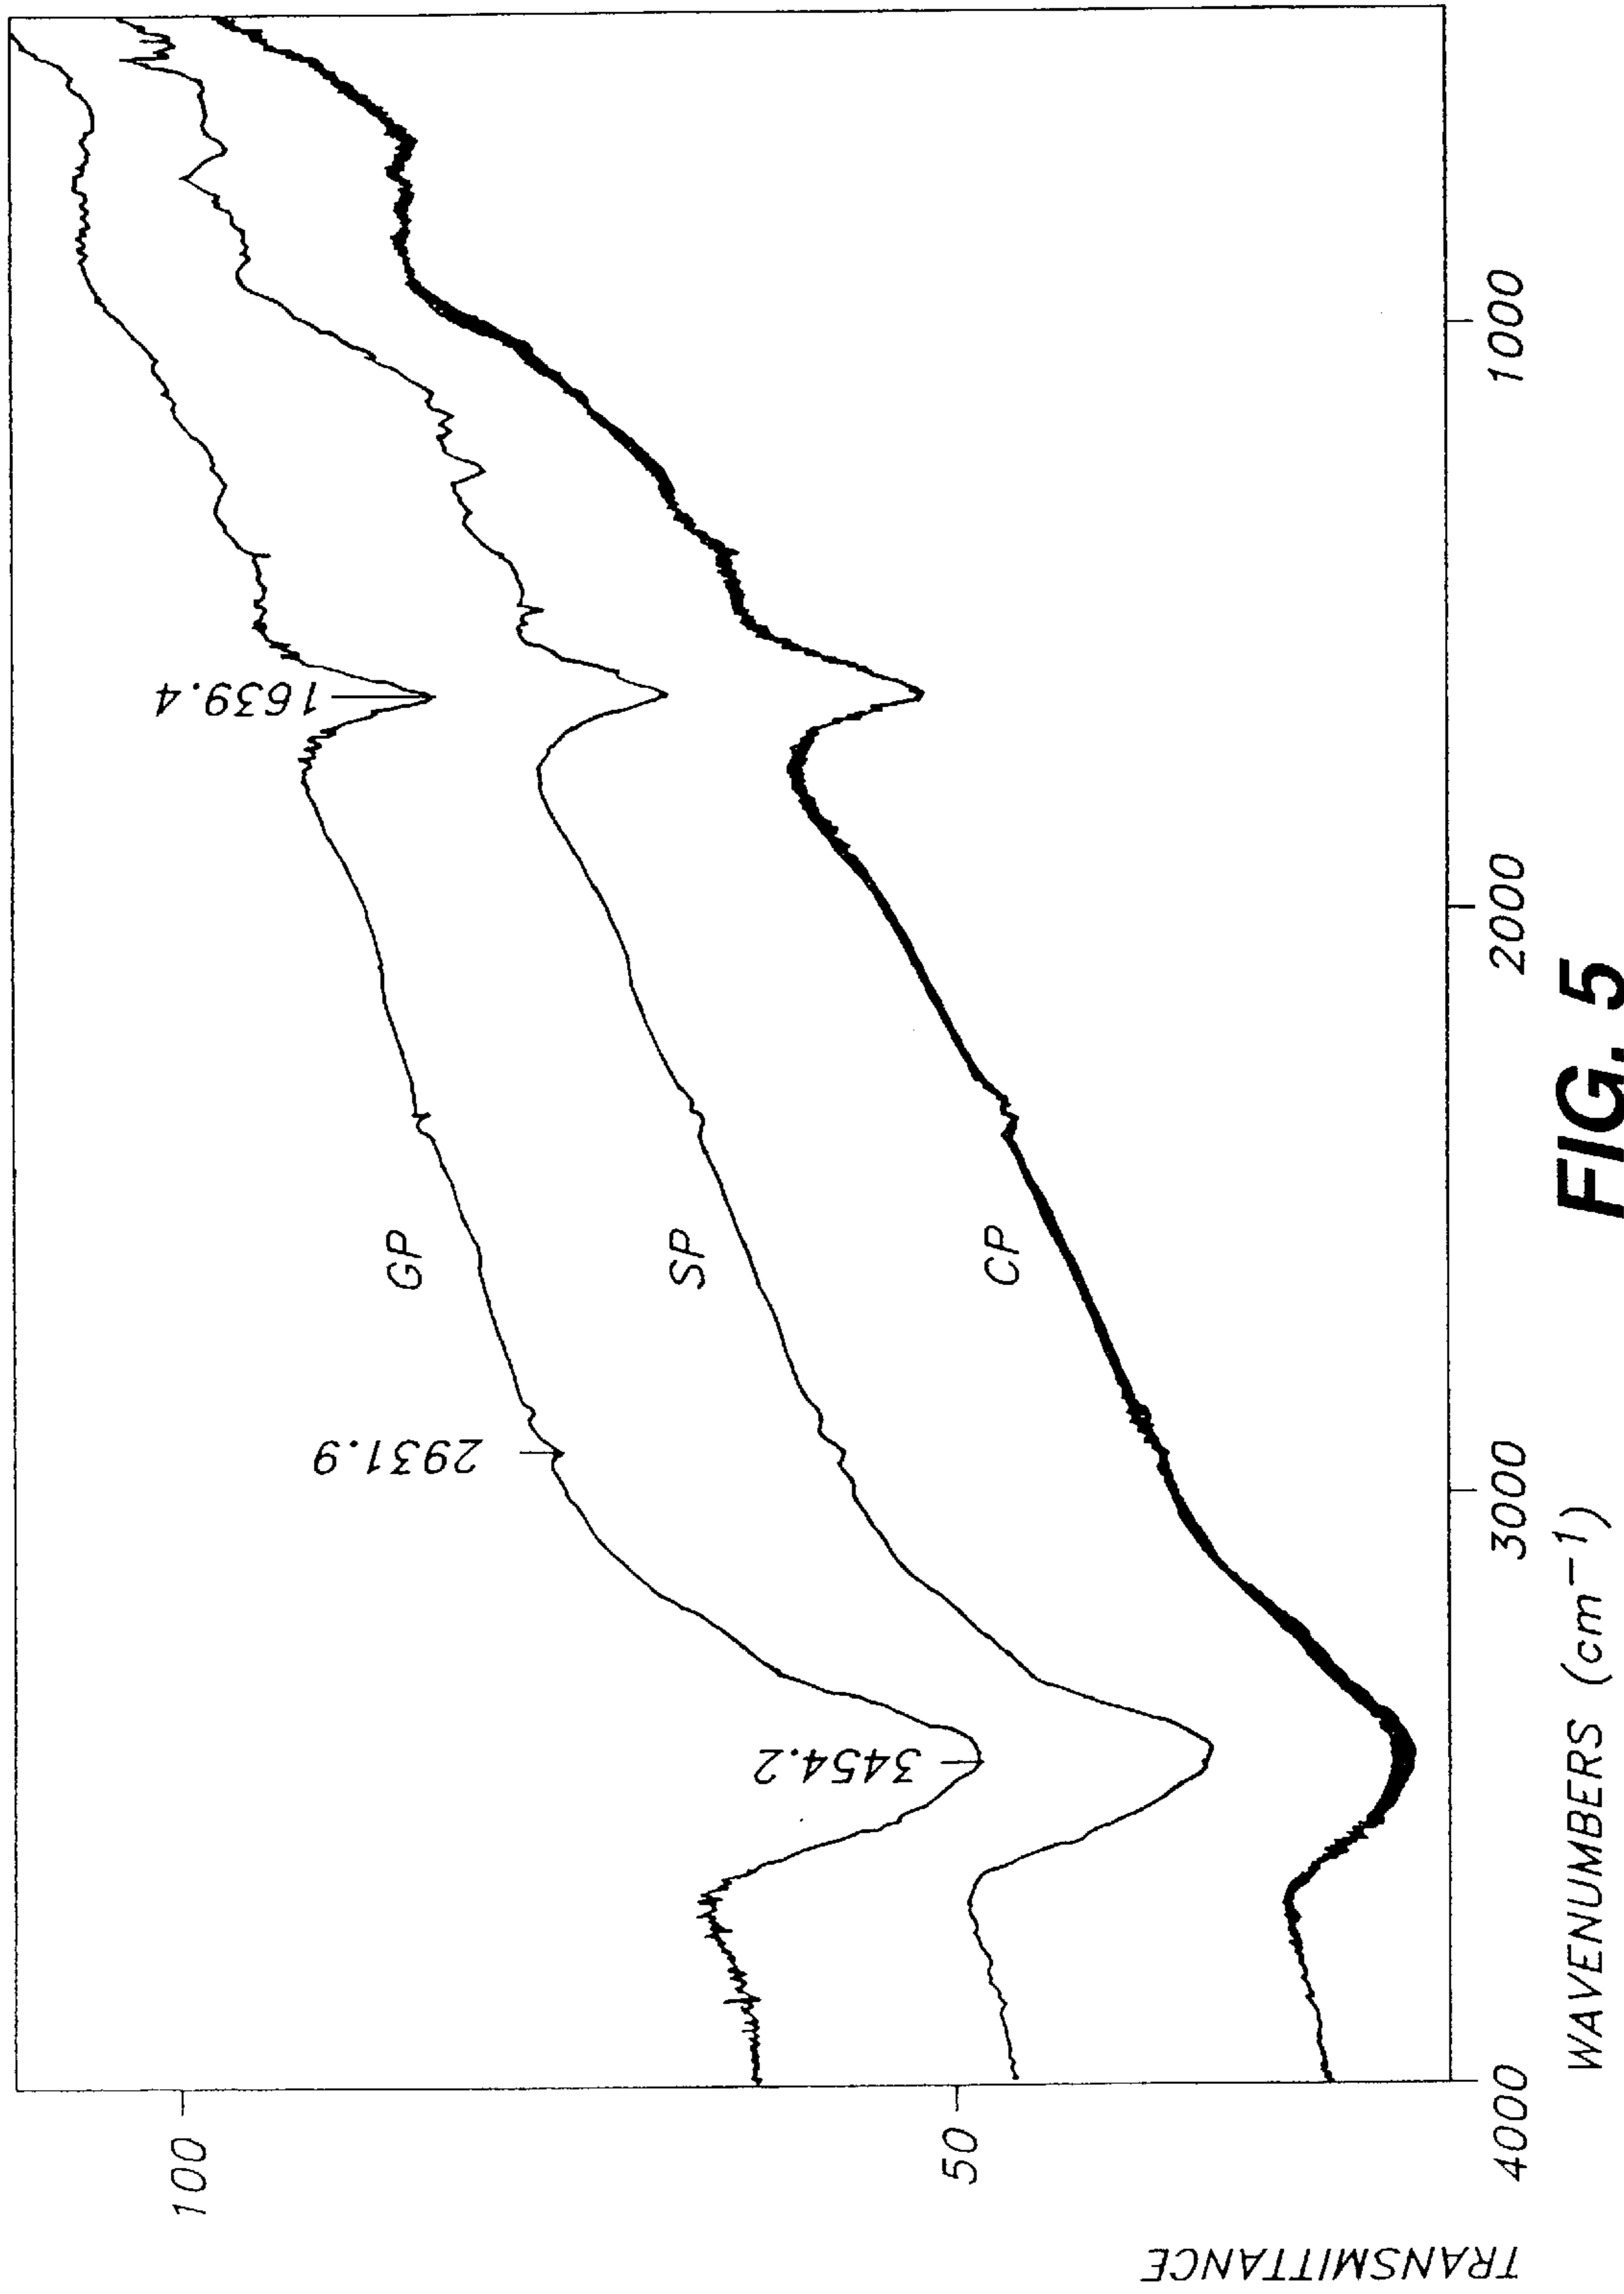 1639.4
2931.9
3454.2
GP
SP
CP
100
50
TRANSMITTANCE
4000
3000
2000
1000
WAVENUMBERS (cm⁻¹)
FIG. 5